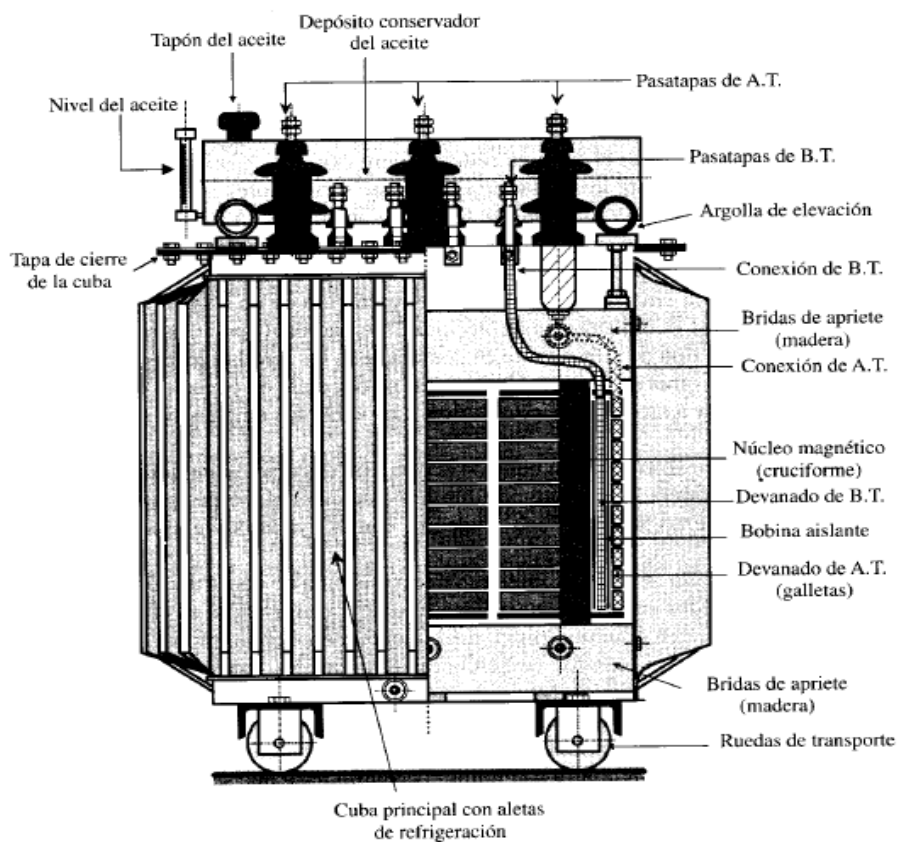 Depósito conservador
del aceite
Tapón del aceite
Pasatapas de A.T.
Nivel del aceite
Pasatapas de B.T.
Argolla de elevación
Tapa de cierre
de la cuba
Conexión de B.T.
Bridas de apriete
(madera)
Conexión de A.T.
Núcleo magnético
(cruciforme)
Devanado de B.T.
Bobina aislante
Devanado de A.T.
(galletas)
Bridas de apriete
(madera)
Ruedas de transporte
Cuba principal con aletas
de refrigeración